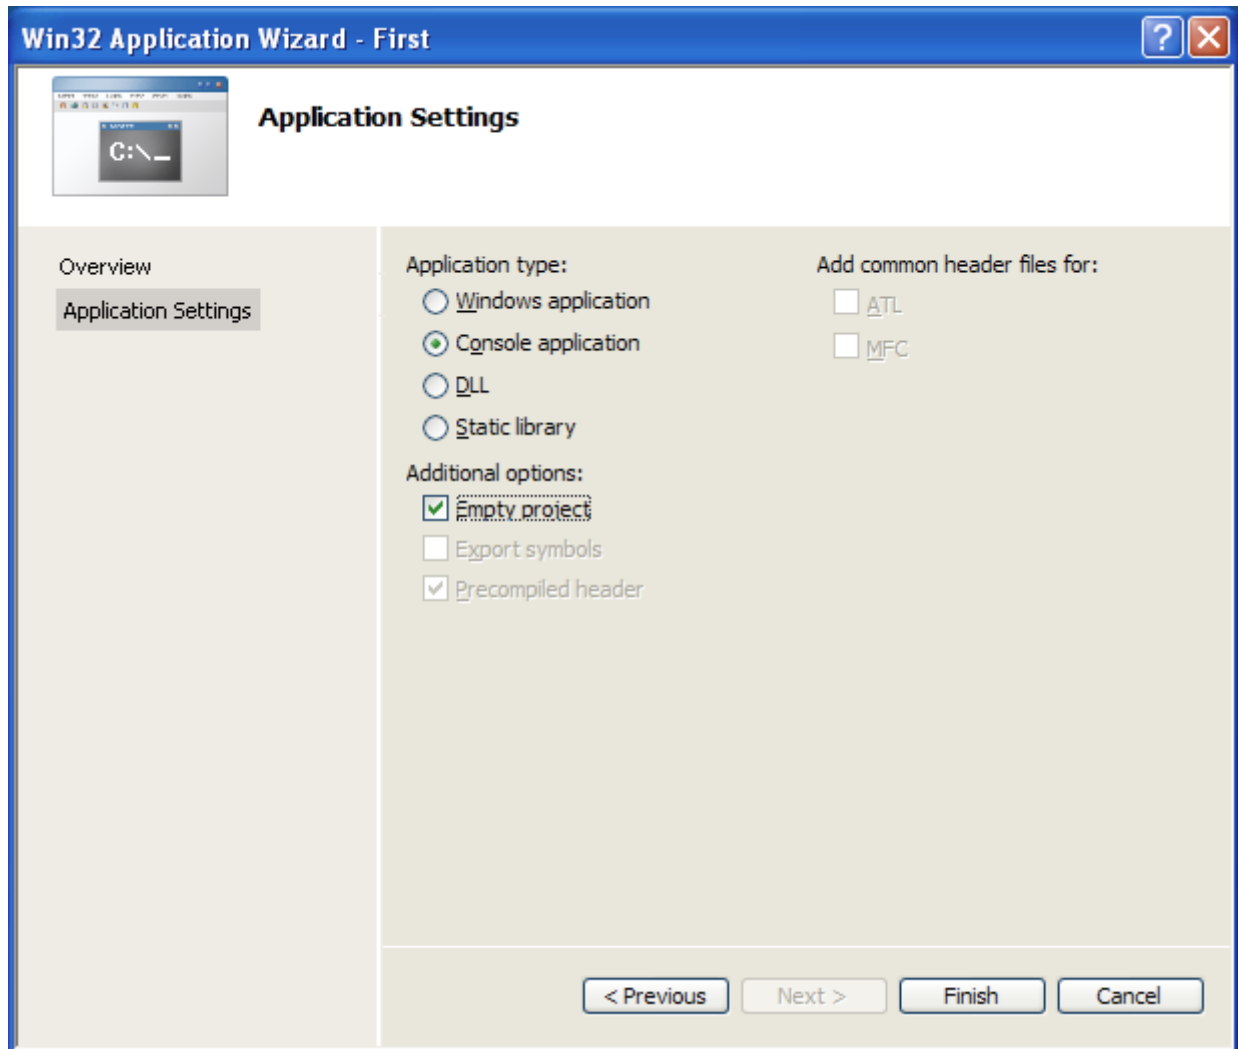 Win32 Application Wizard - First
C:\_
Application Settings
Overview
Application Settings
Application type:
Windows application
Console application
DLL
Static library
Additional options:
Empty project
Export symbols
Precompiled header
Add common header files for:
ATL
MFC
< Previous
Next >
Finish
Cancel